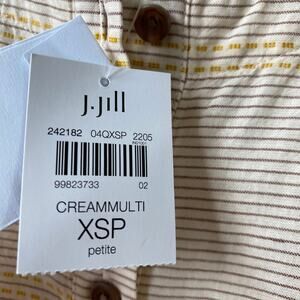 J.Jill
242182 04QXSP 2205
99823733 02
CREAMMULTI
XSP
petite